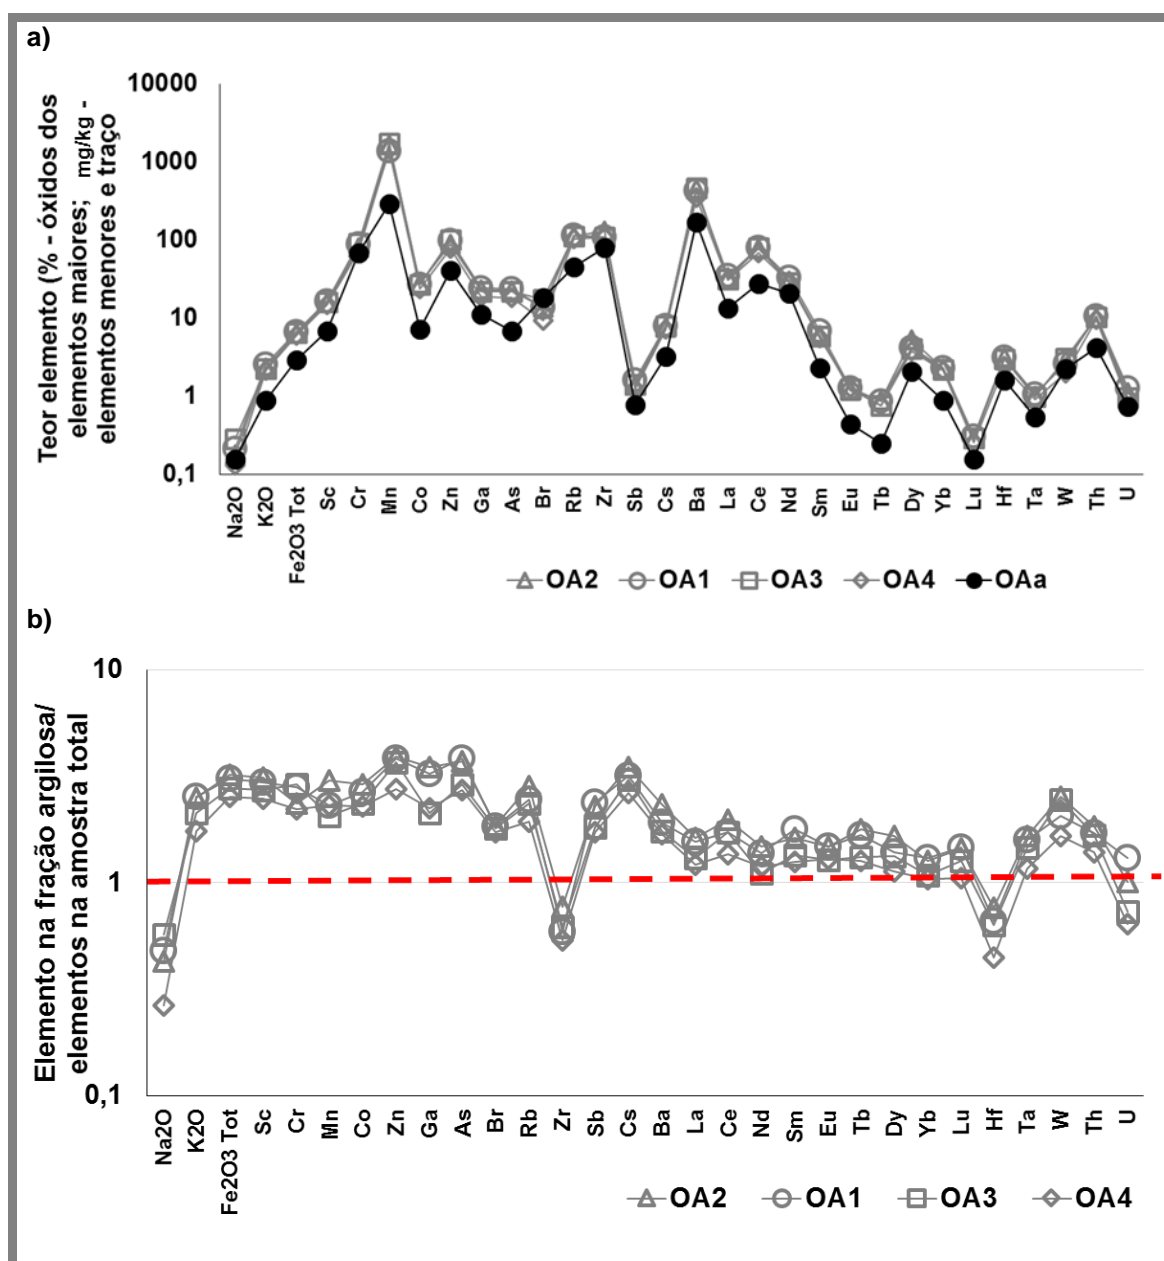 a)
Teor elemento (% - óxidos dos
elementos maiores; mg/kg -
elementos menores e traço
10000
1000
100
10
1
0,1
Na2O K2O Fe2O3 Tot Sc Cr Mn Co Zn Ga As Br Rb Zr Sb Cs Ba La Ce Nd Sm Eu Tb Dy Yb Lu Hf Ta W Th U
OA2 OA1 OA3 OA4 OAa
b)
Elemento na fração argilosa/
elementos na amostra total
10
1
0,1
Na2O K2O Fe2O3 Tot Sc Cr Mn Co Zn Ga As Br Rb Zr Sb Cs Ba La Ce Nd Sm Eu Tb Dy Yb Lu Hf Ta W Th U
OA2 OA1 OA3 OA4